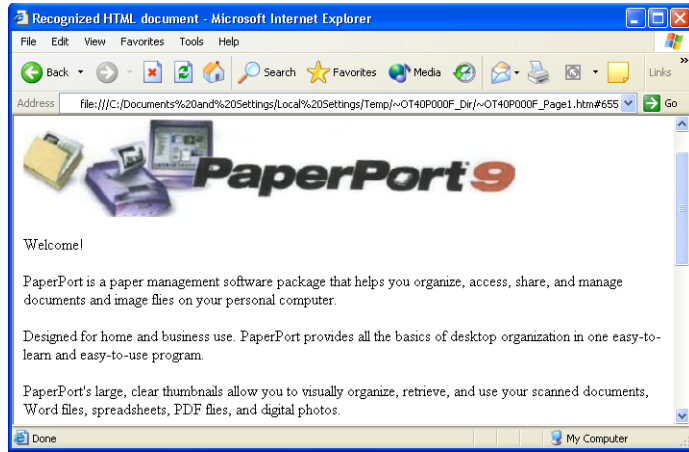 Recognized HTML document - Microsoft Internet Explorer
File Edit View Favorites Tools Help
Back Search Favorites Media Links
Address file:///C:/Documents%20and%20Settings/Local%20Settings/Temp/~OT40P000F_Dir/~OT40P000F_Page1.htm#655 Go
PaperPort 9
Welcome!
PaperPort is a paper management software package that helps you organize, access, share, and manage
documents and image flies on your personal computer.
Designed for home and business use. PaperPort provides all the basics of desktop organization in one easy-to-
learn and easy-to-use program.
PaperPort's large, clear thumbnails allow you to visually organize, retrieve, and use your scanned documents,
Word files, spreadsheets, PDF flies, and digital photos.
Done My Computer